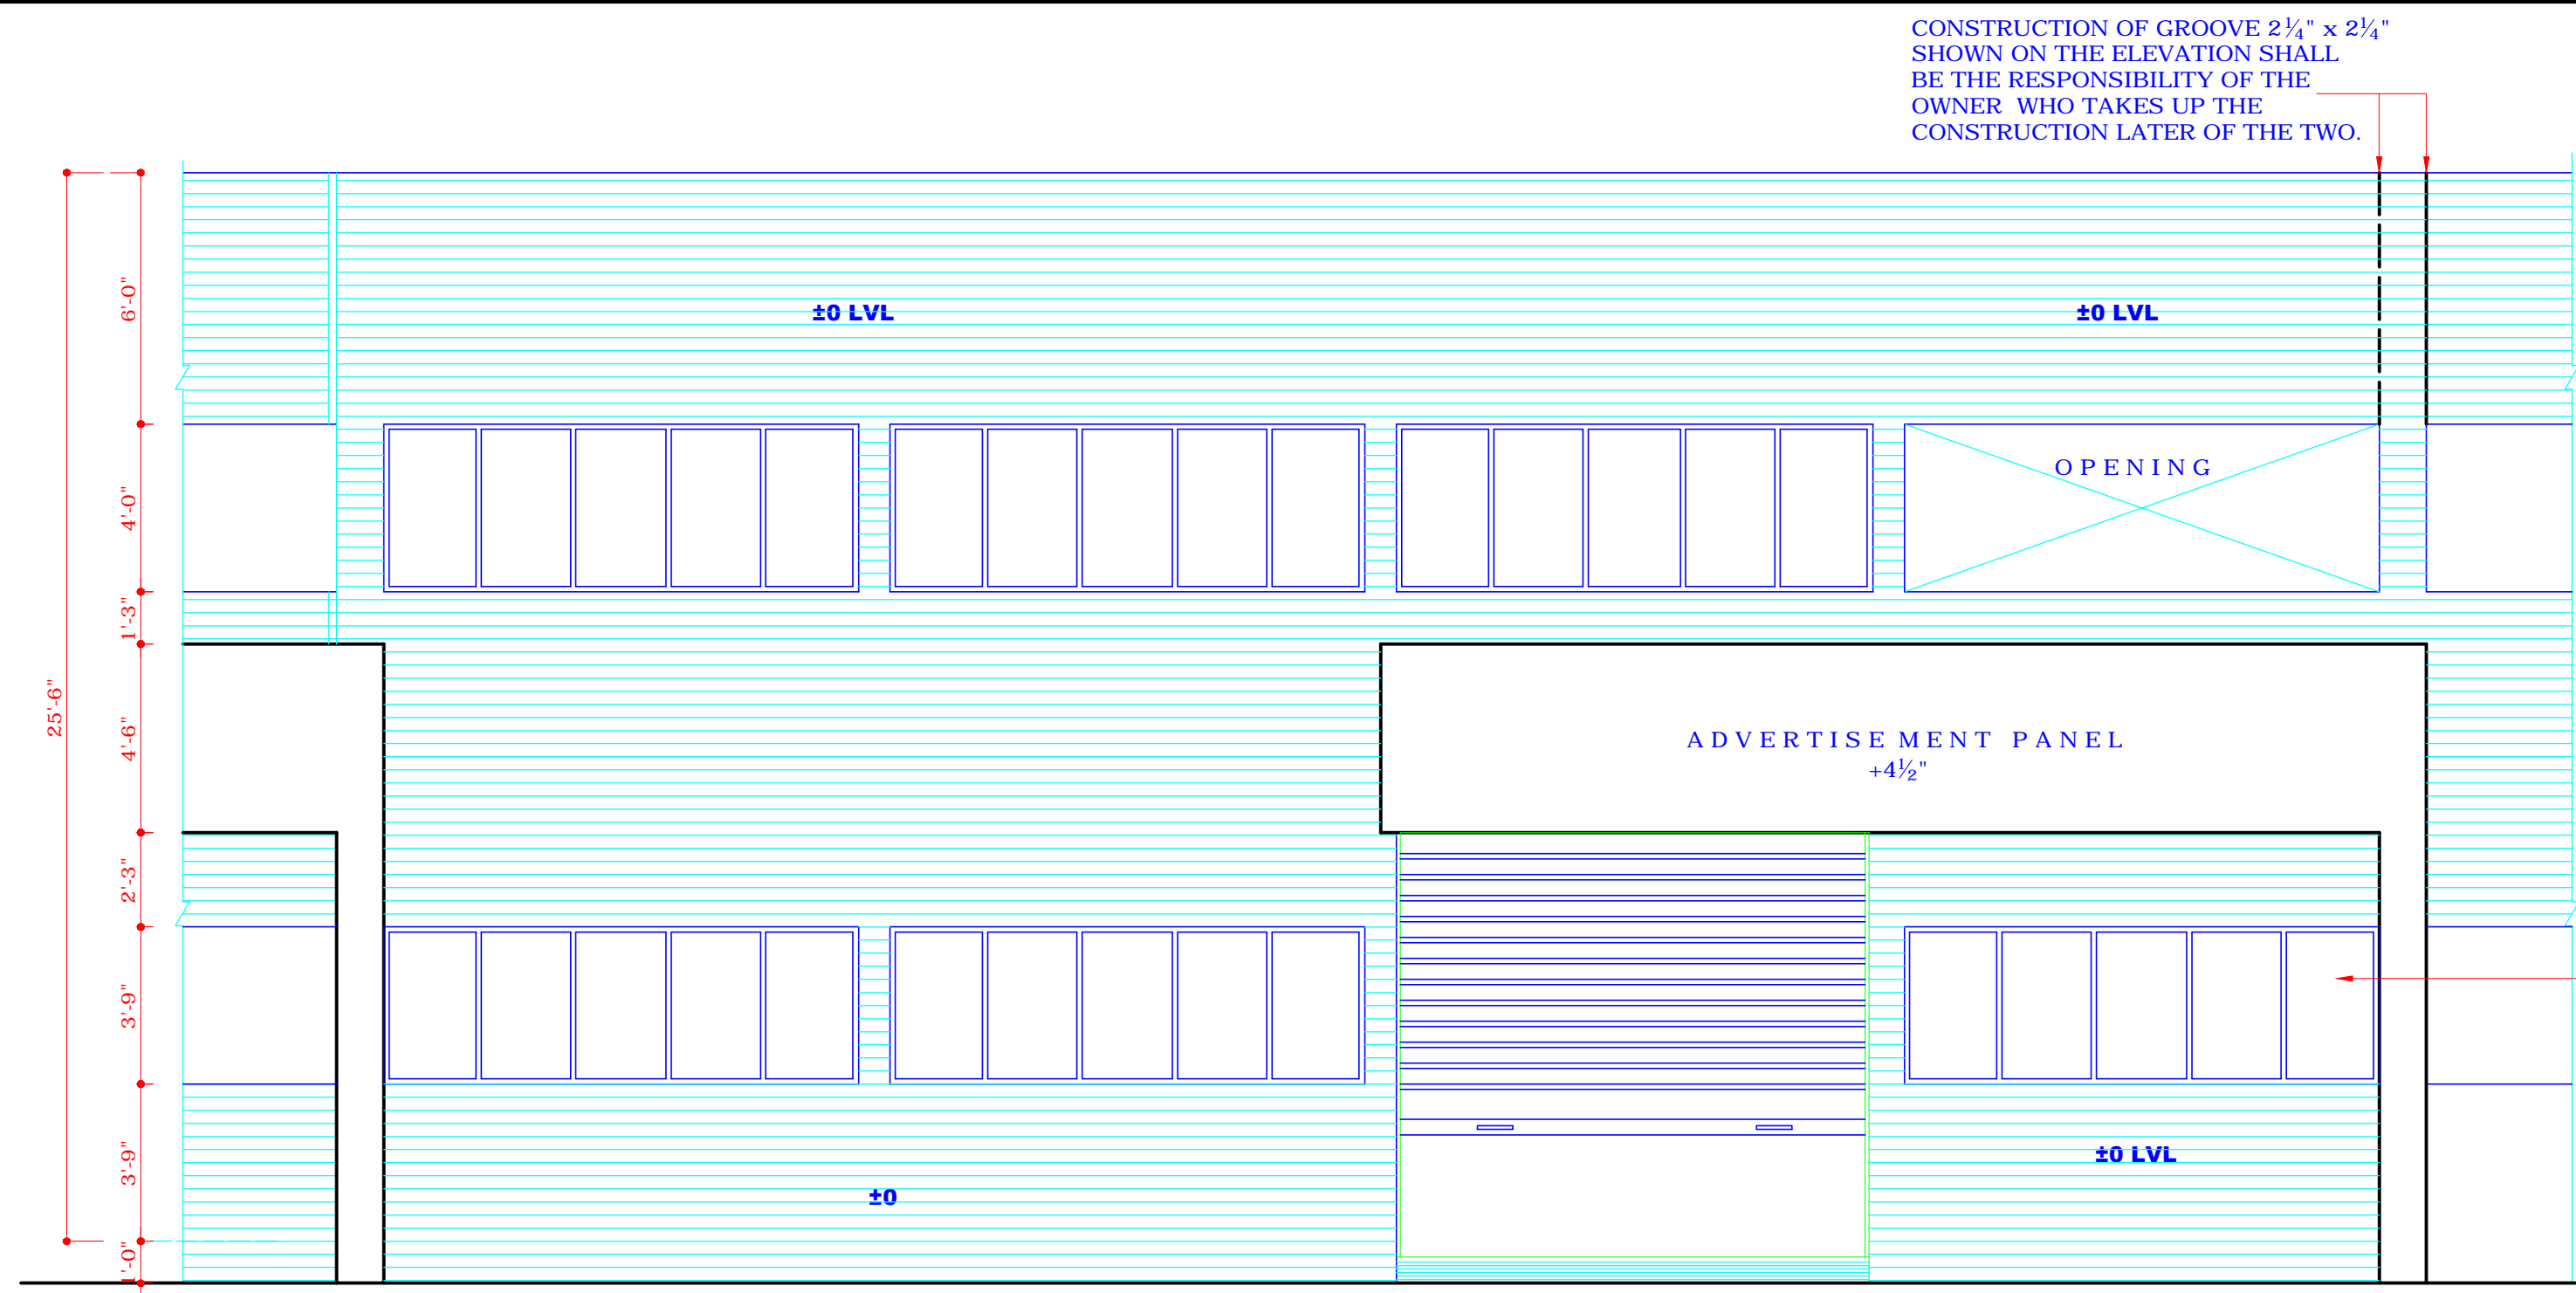 CONSTRUCTION OF GROOVE 2¼" x 2¼"
SHOWN ON THE ELEVATION SHALL
BE THE RESPONSIBILITY OF THE
OWNER WHO TAKES UP THE
CONSTRUCTION LATER OF THE TWO.
6'-0"
±0 LVL
±0 LVL
4'-0"
OPENING
1'-3"
25'-6"
4'-6"
ADVERTISEMENT PANEL
+4½"
2'-3"
3'-9"
3'-9"
±0 LVL
±0
1'-0"